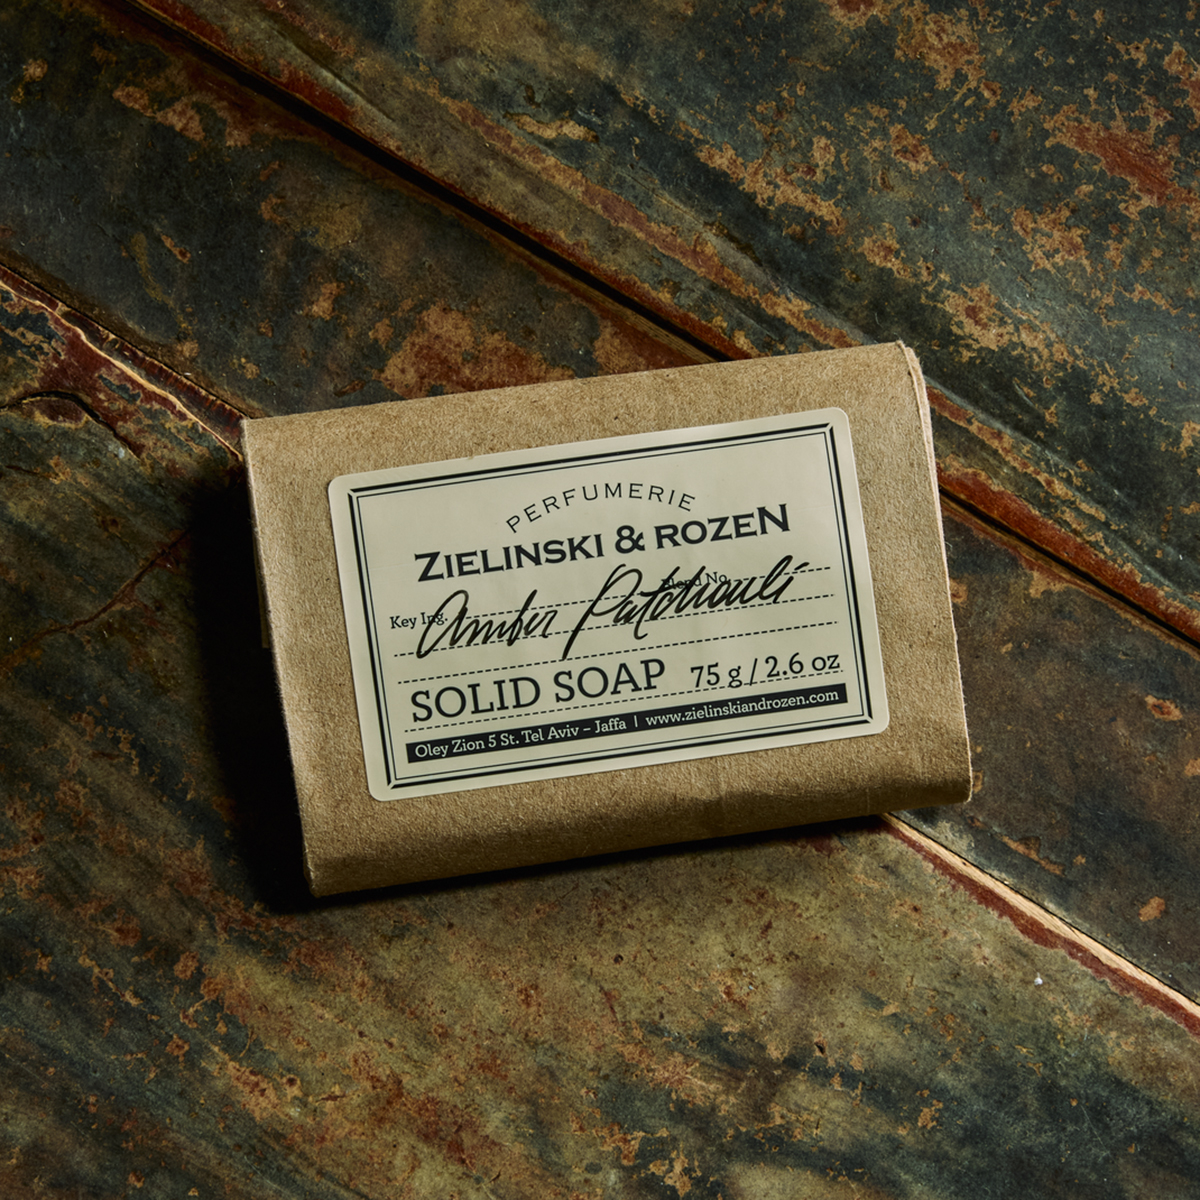 PERFUMERIE
ZIELINSKI & ROZEN
Blend No.
Key Ing. Amber Patchouli
SOLID SOAP 75 g / 2.6 oz
Oley Zion 5 St. Tel Aviv – Jaffa | www.zielinskiandrozen.com